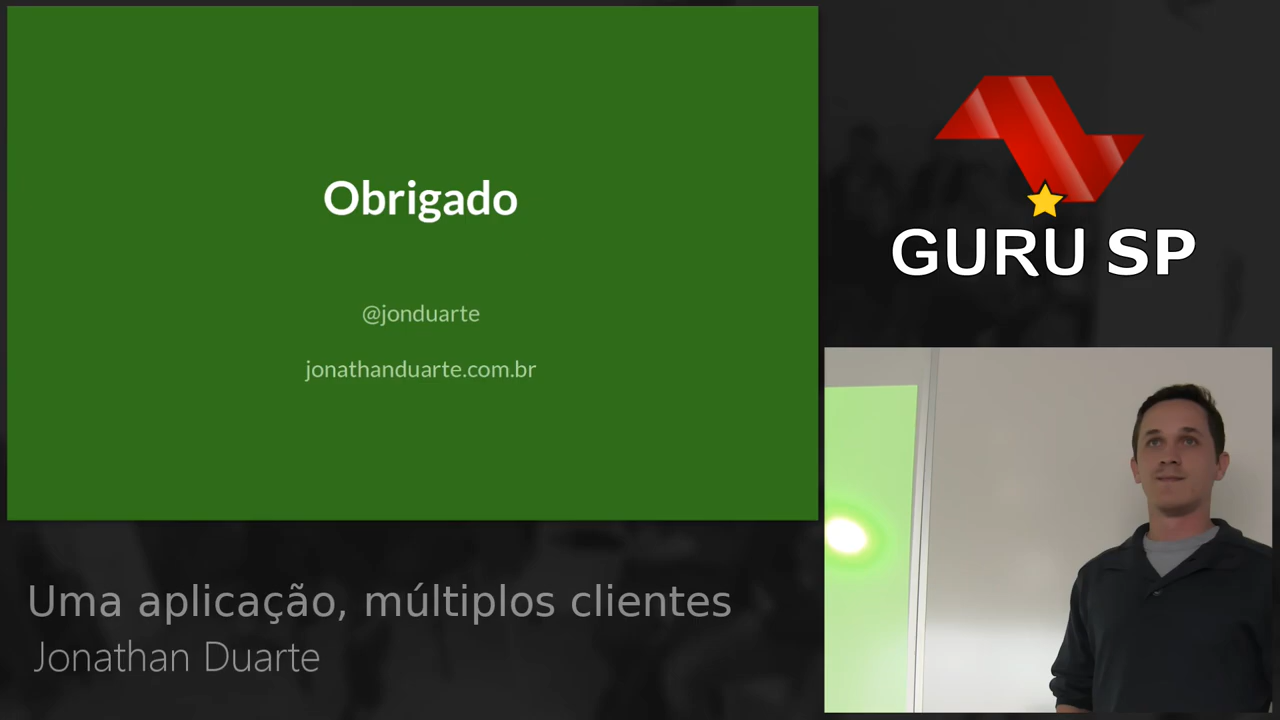 Obrigado
@jonduarte
jonathanduarte.com.br
GURU SP
Uma aplicação, múltiplos clientes
Jonathan Duarte